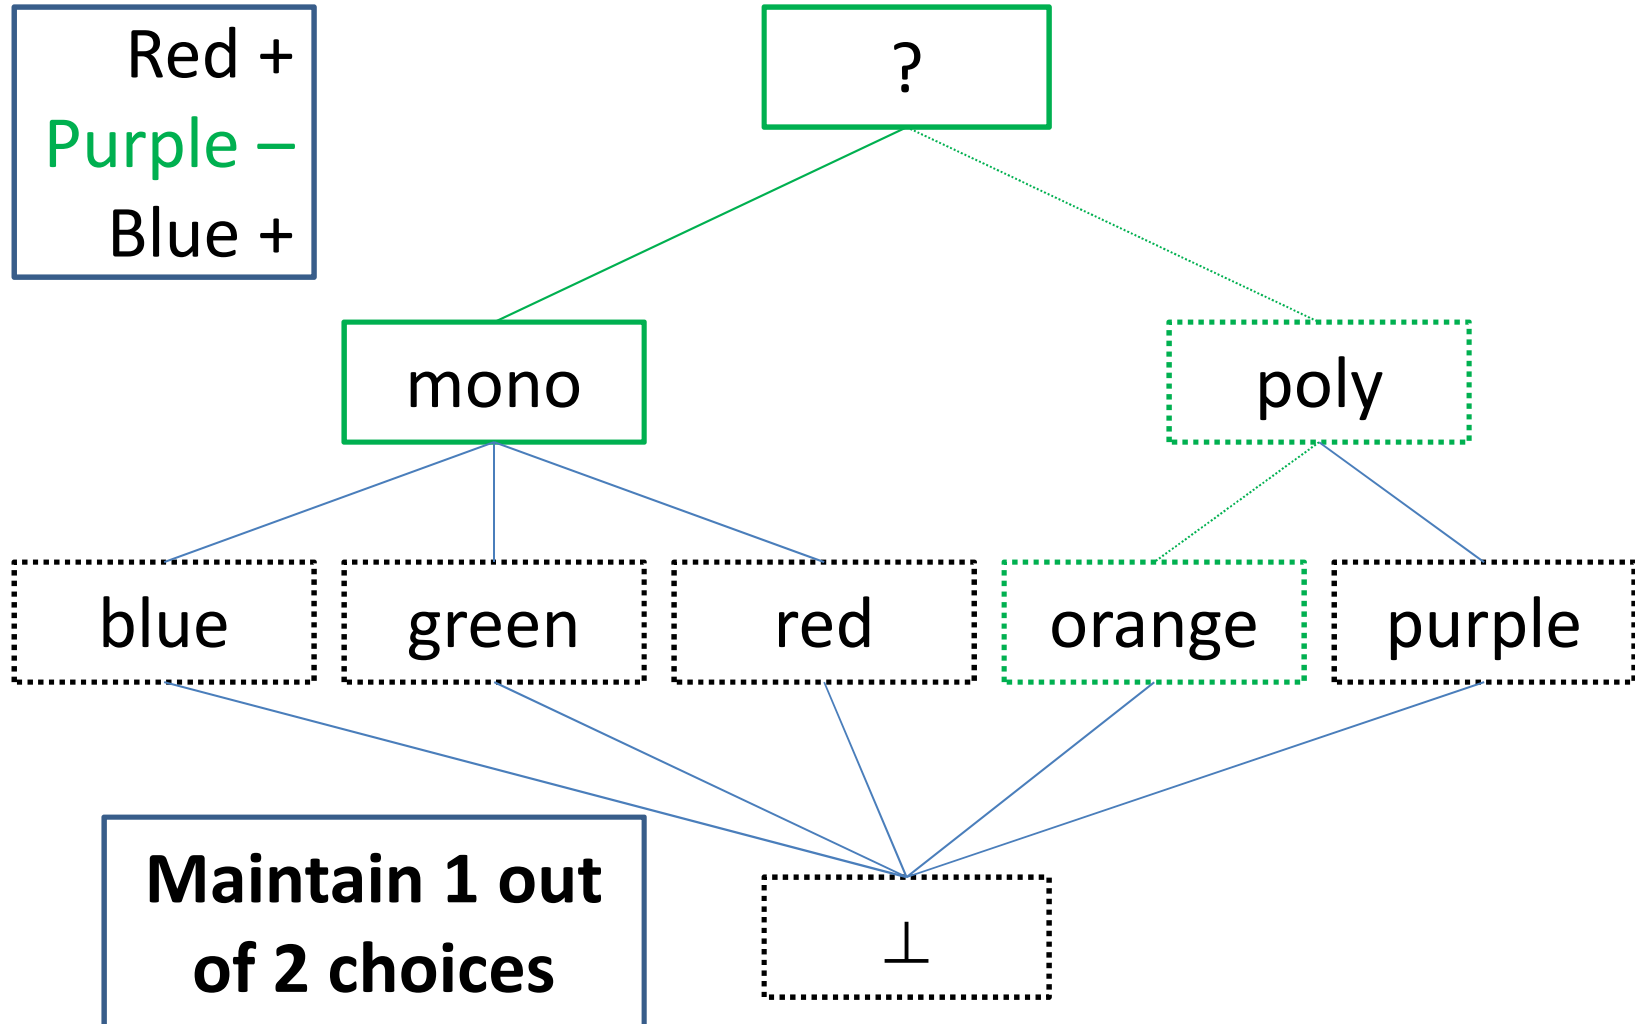 Red +
Purple –
Blue +
?
mono
poly
blue
green
red
orange
purple
Maintain 1 out
of 2 choices
⊥